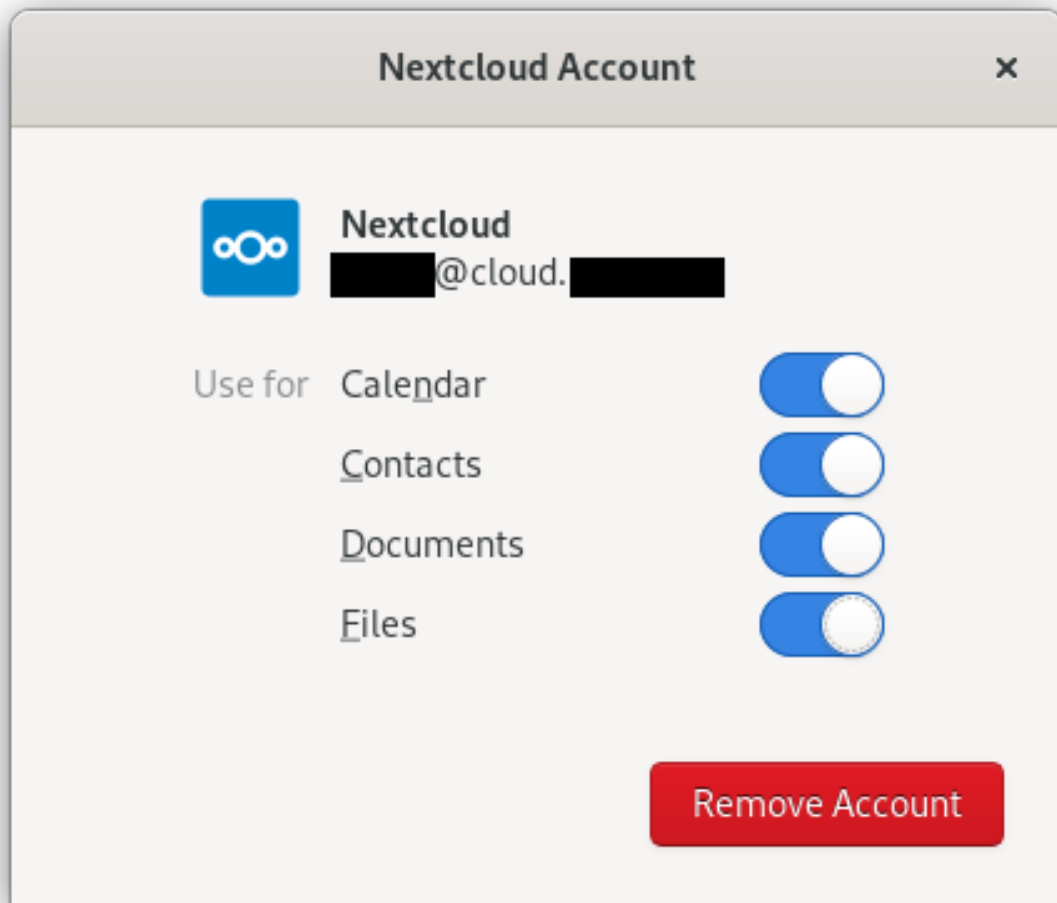 Nextcloud Account
Nextcloud
@cloud.
Use for Calendar
Contacts
Documents
Files
Remove Account